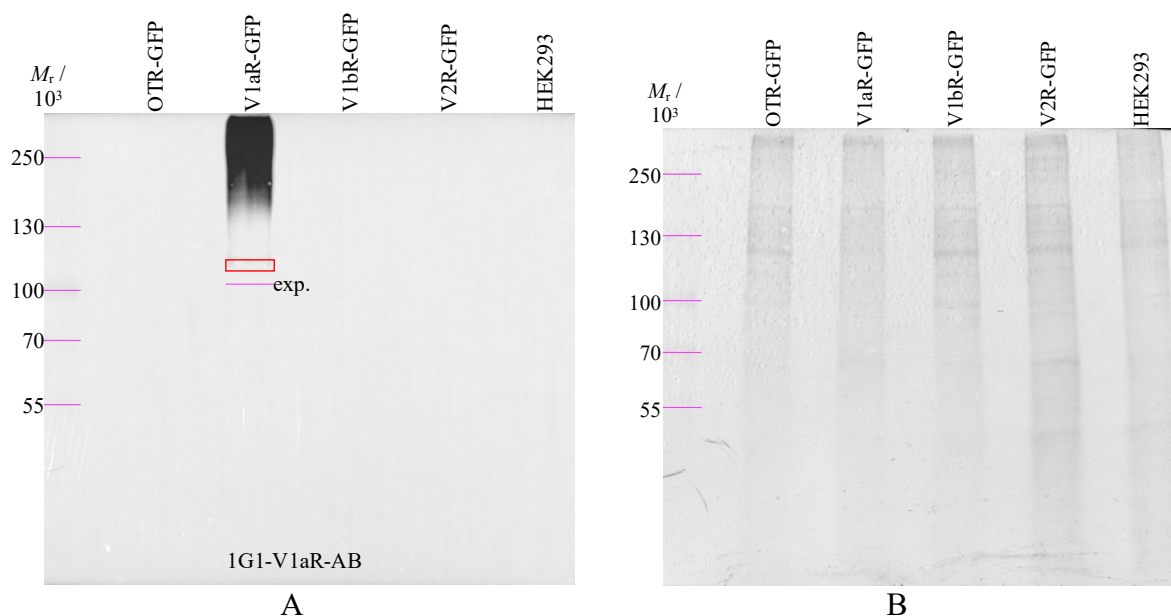 OTR-GFP
V1aR-GFP
V1bR-GFP
V2R-GFP
HEK293
Mr /
10³
250
130
100
70
55
exp.
1G1-V1aR-AB
A
OTR-GFP
V1aR-GFP
V1bR-GFP
V2R-GFP
HEK293
Mr /
10³
250
130
100
70
55
B